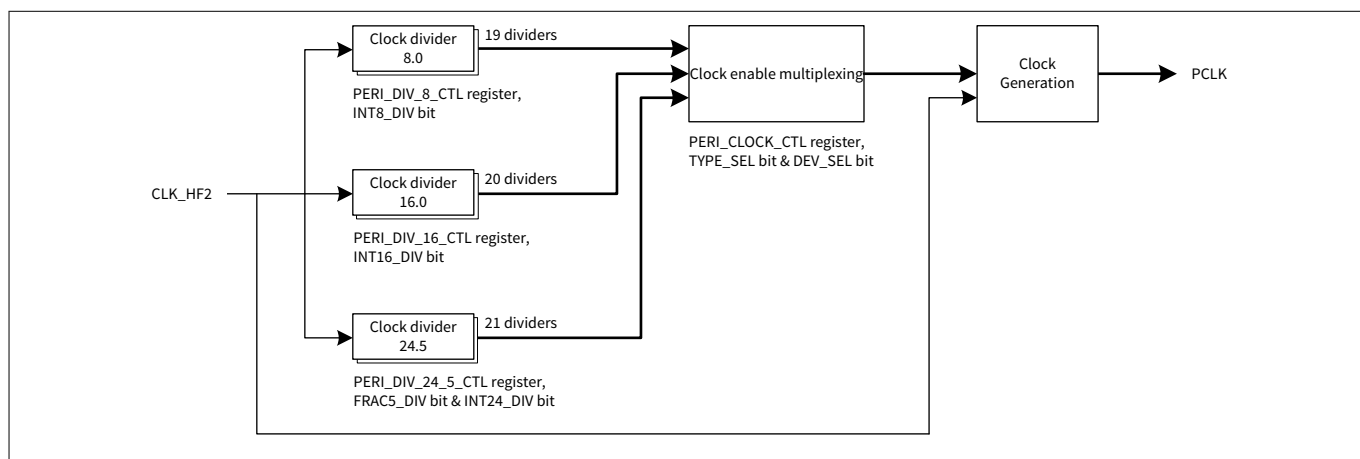 Clock divider
8.0
19 dividers
PERI_DIV_8_CTL register,
INT8_DIV bit
Clock enable multiplexing
PERI_CLOCK_CTL register,
TYPE_SEL bit & DEV_SEL bit
Clock
Generation
PCLK
CLK_HF2
Clock divider
16.0
20 dividers
PERI_DIV_16_CTL register,
INT16_DIV bit
Clock divider
24.5
21 dividers
PERI_DIV_24_5_CTL register,
FRAC5_DIV bit & INT24_DIV bit